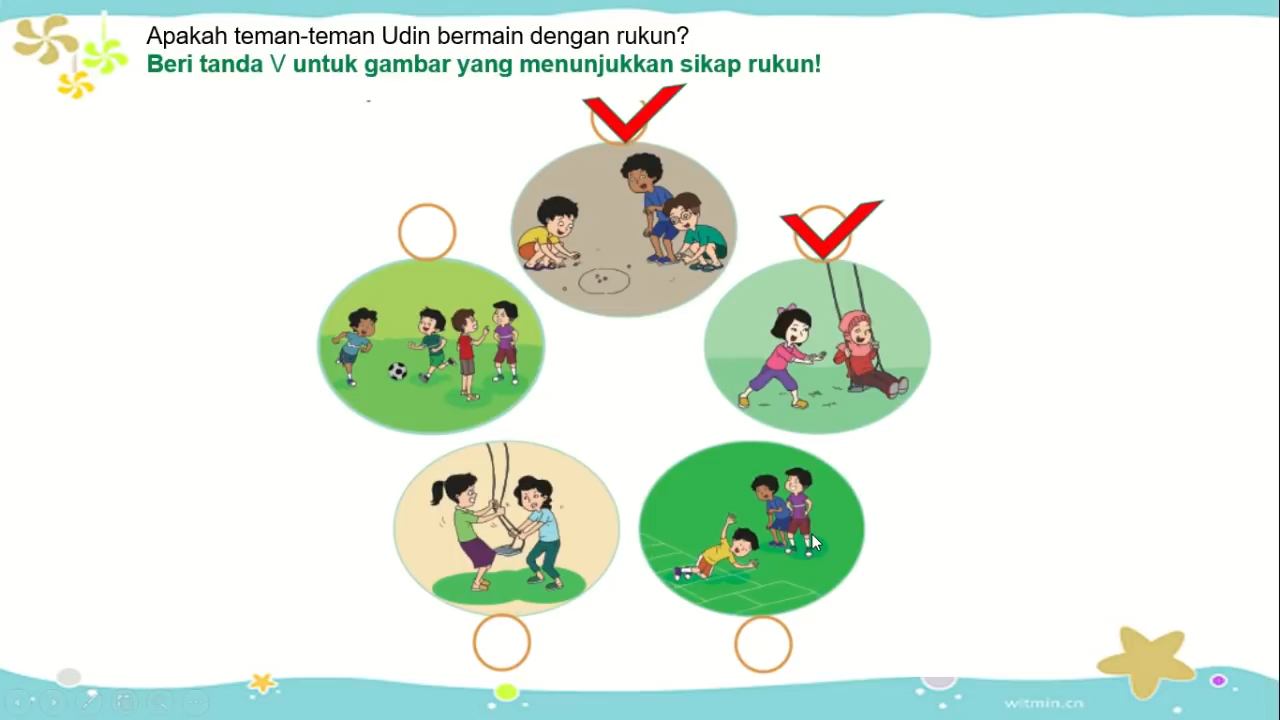 Apakah teman-teman Udin bermain dengan rukun?
Beri tanda V untuk gambar yang menunjukkan sikap rukun!
witmin.cn